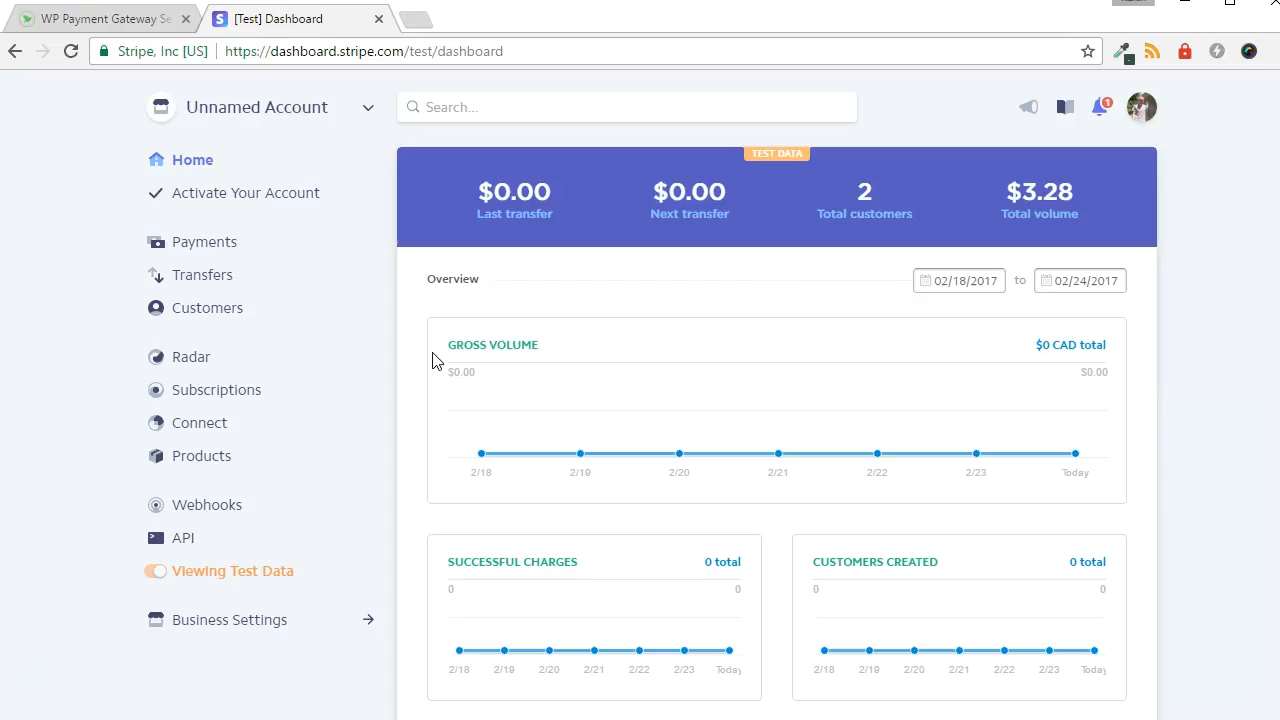 WP Payment Gateway Se
[Test] Dashboard
Stripe, Inc [US]
https://dashboard.stripe.com/test/dashboard
Unnamed Account
Search...
1
Home
Activate Your Account
Payments
Transfers
Customers
Radar
Subscriptions
Connect
Products
Webhooks
API
Viewing Test Data
Business Settings
TEST DATA
$0.00
$0.00
2
$3.28
Last transfer
Next transfer
Total customers
Total volume
Overview
02/18/2017 to 02/24/2017
GROSS VOLUME
$0 CAD total
$0.00
$0.00
2/18 2/19 2/20 2/21 2/22 2/23 Today
SUCCESSFUL CHARGES
0 total
0
0
2/18 2/19 2/20 2/21 2/22 2/23 Today
CUSTOMERS CREATED
0 total
0
0
2/18 2/19 2/20 2/21 2/22 2/23 Today